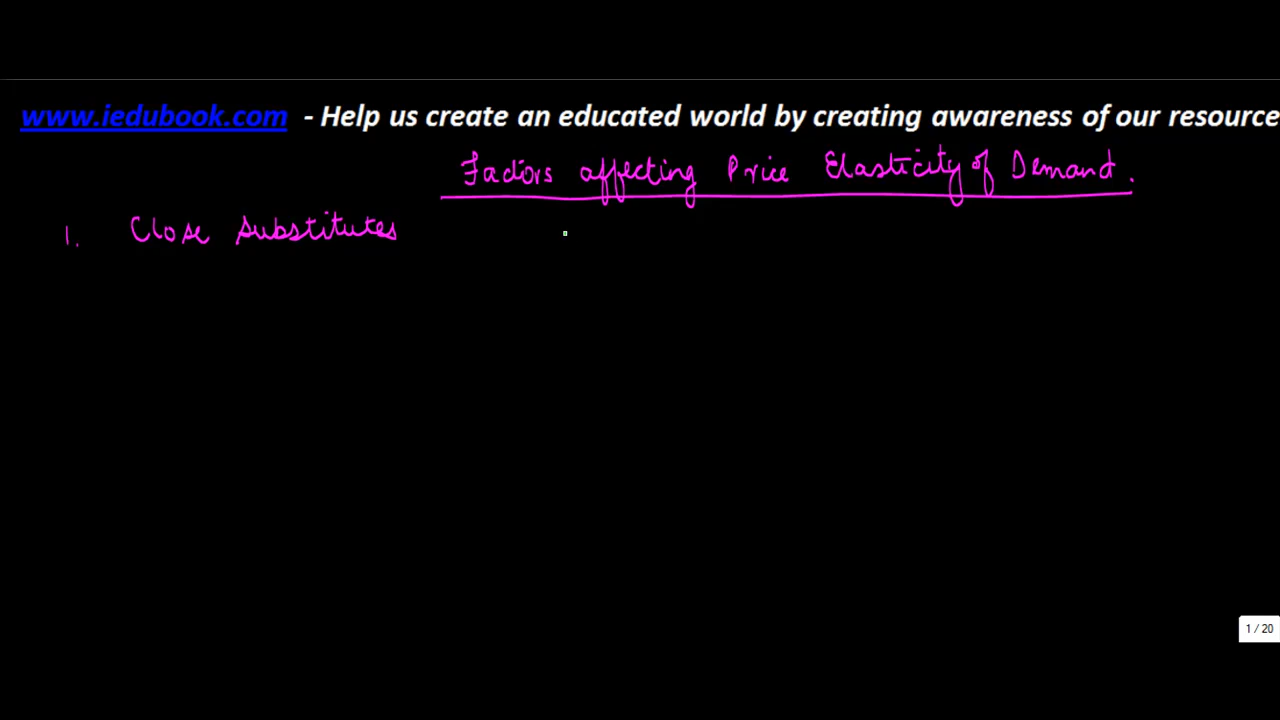 www.iedubook.com - Help us create an educated world by creating awareness of our resource
Factors affecting Price Elasticity of Demand.
1. Close Substitutes
1 / 20